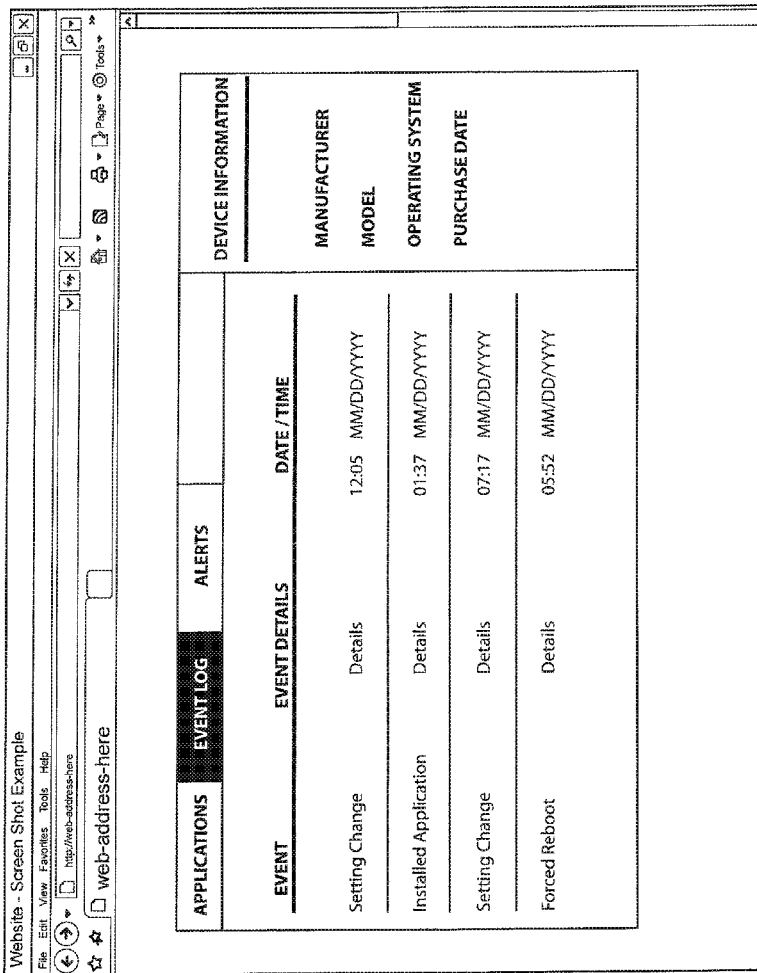 Website - Screen Shot Example
File Edit View Favorites Tools Help
http://web-address-here
web-address-here
Page Tools
APPLICATIONS EVENT LOG ALERTS
EVENT EVENT DETAILS DATE / TIME
Setting Change Details 12:05 MM/DD/YYYY
Installed Application Details 01:37 MM/DD/YYYY
Setting Change Details 07:17 MM/DD/YYYY
Forced Reboot Details 05:52 MM/DD/YYYY
DEVICE INFORMATION
MANUFACTURER
MODEL
OPERATING SYSTEM
PURCHASE DATE